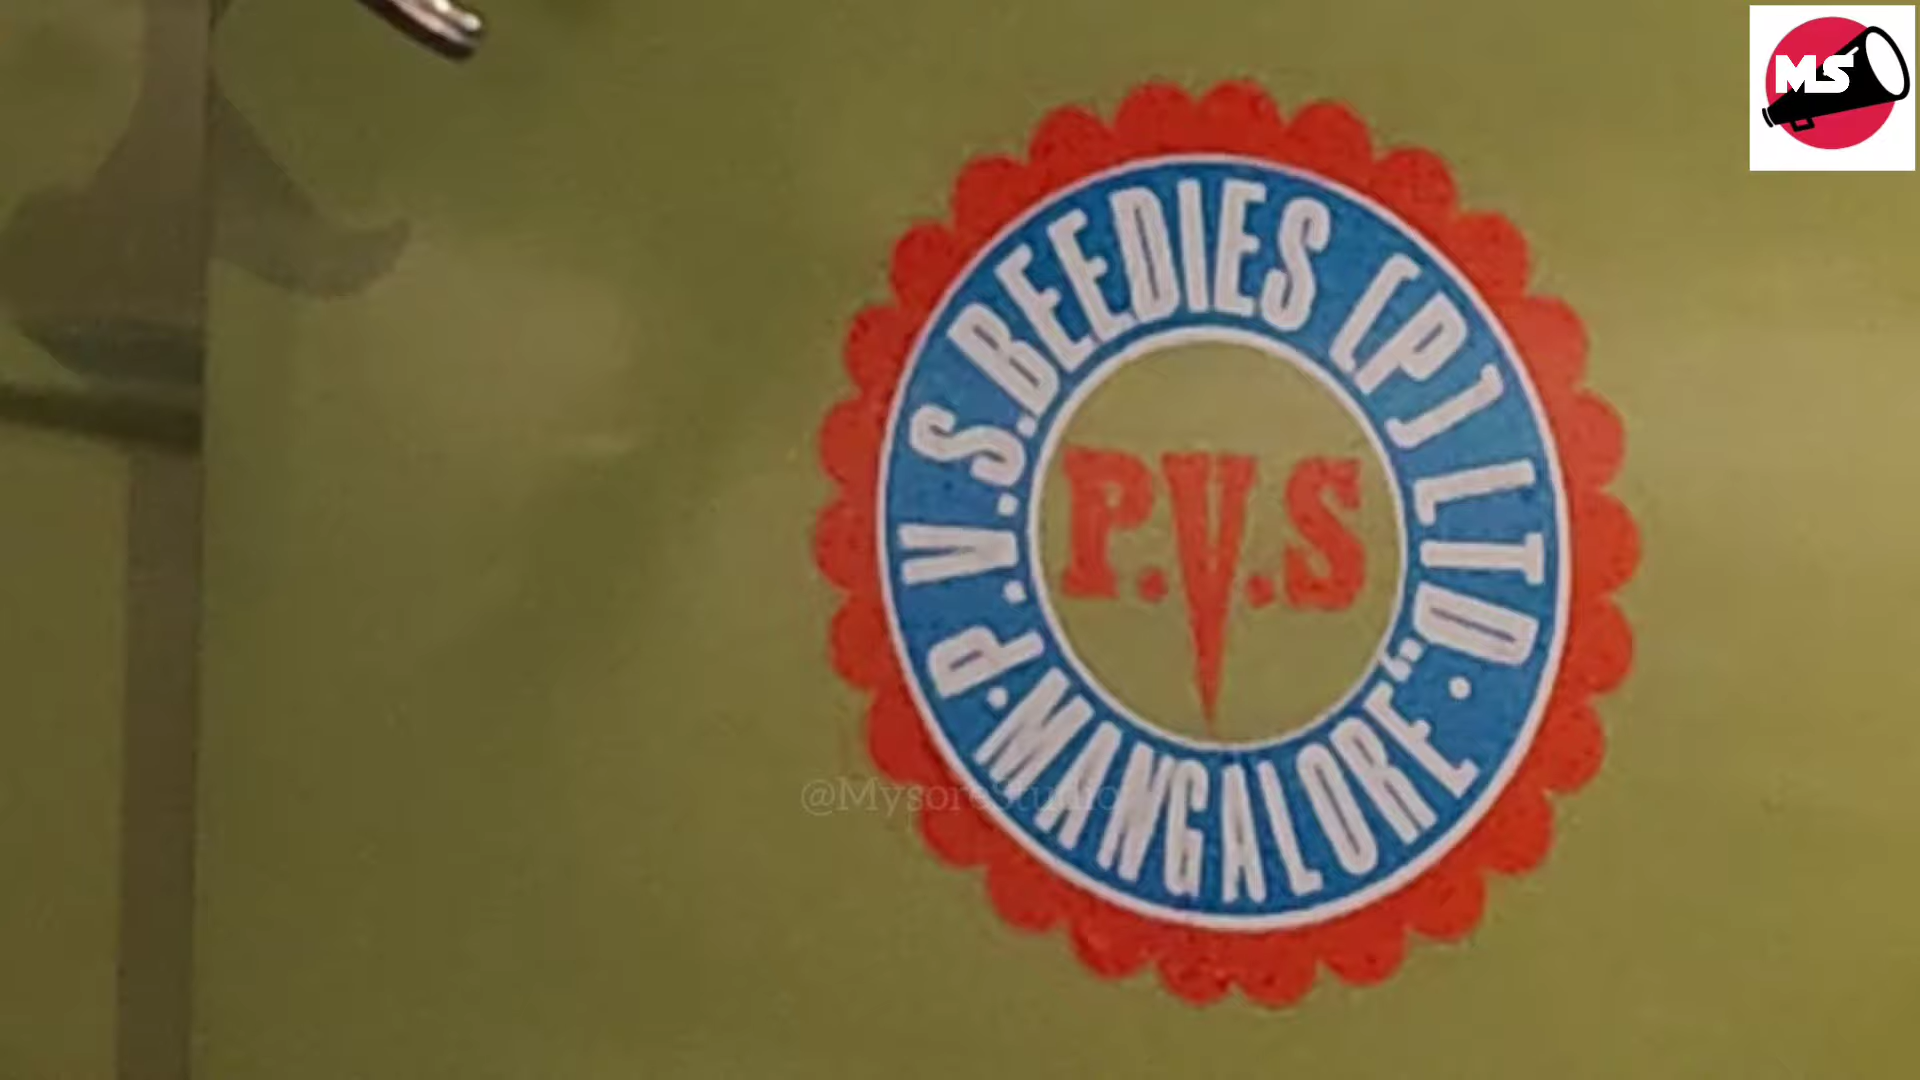 MS
P.V.S.BEEDIES (P) LTD.
P.V.S
MANGALORE
@MysoreStudio